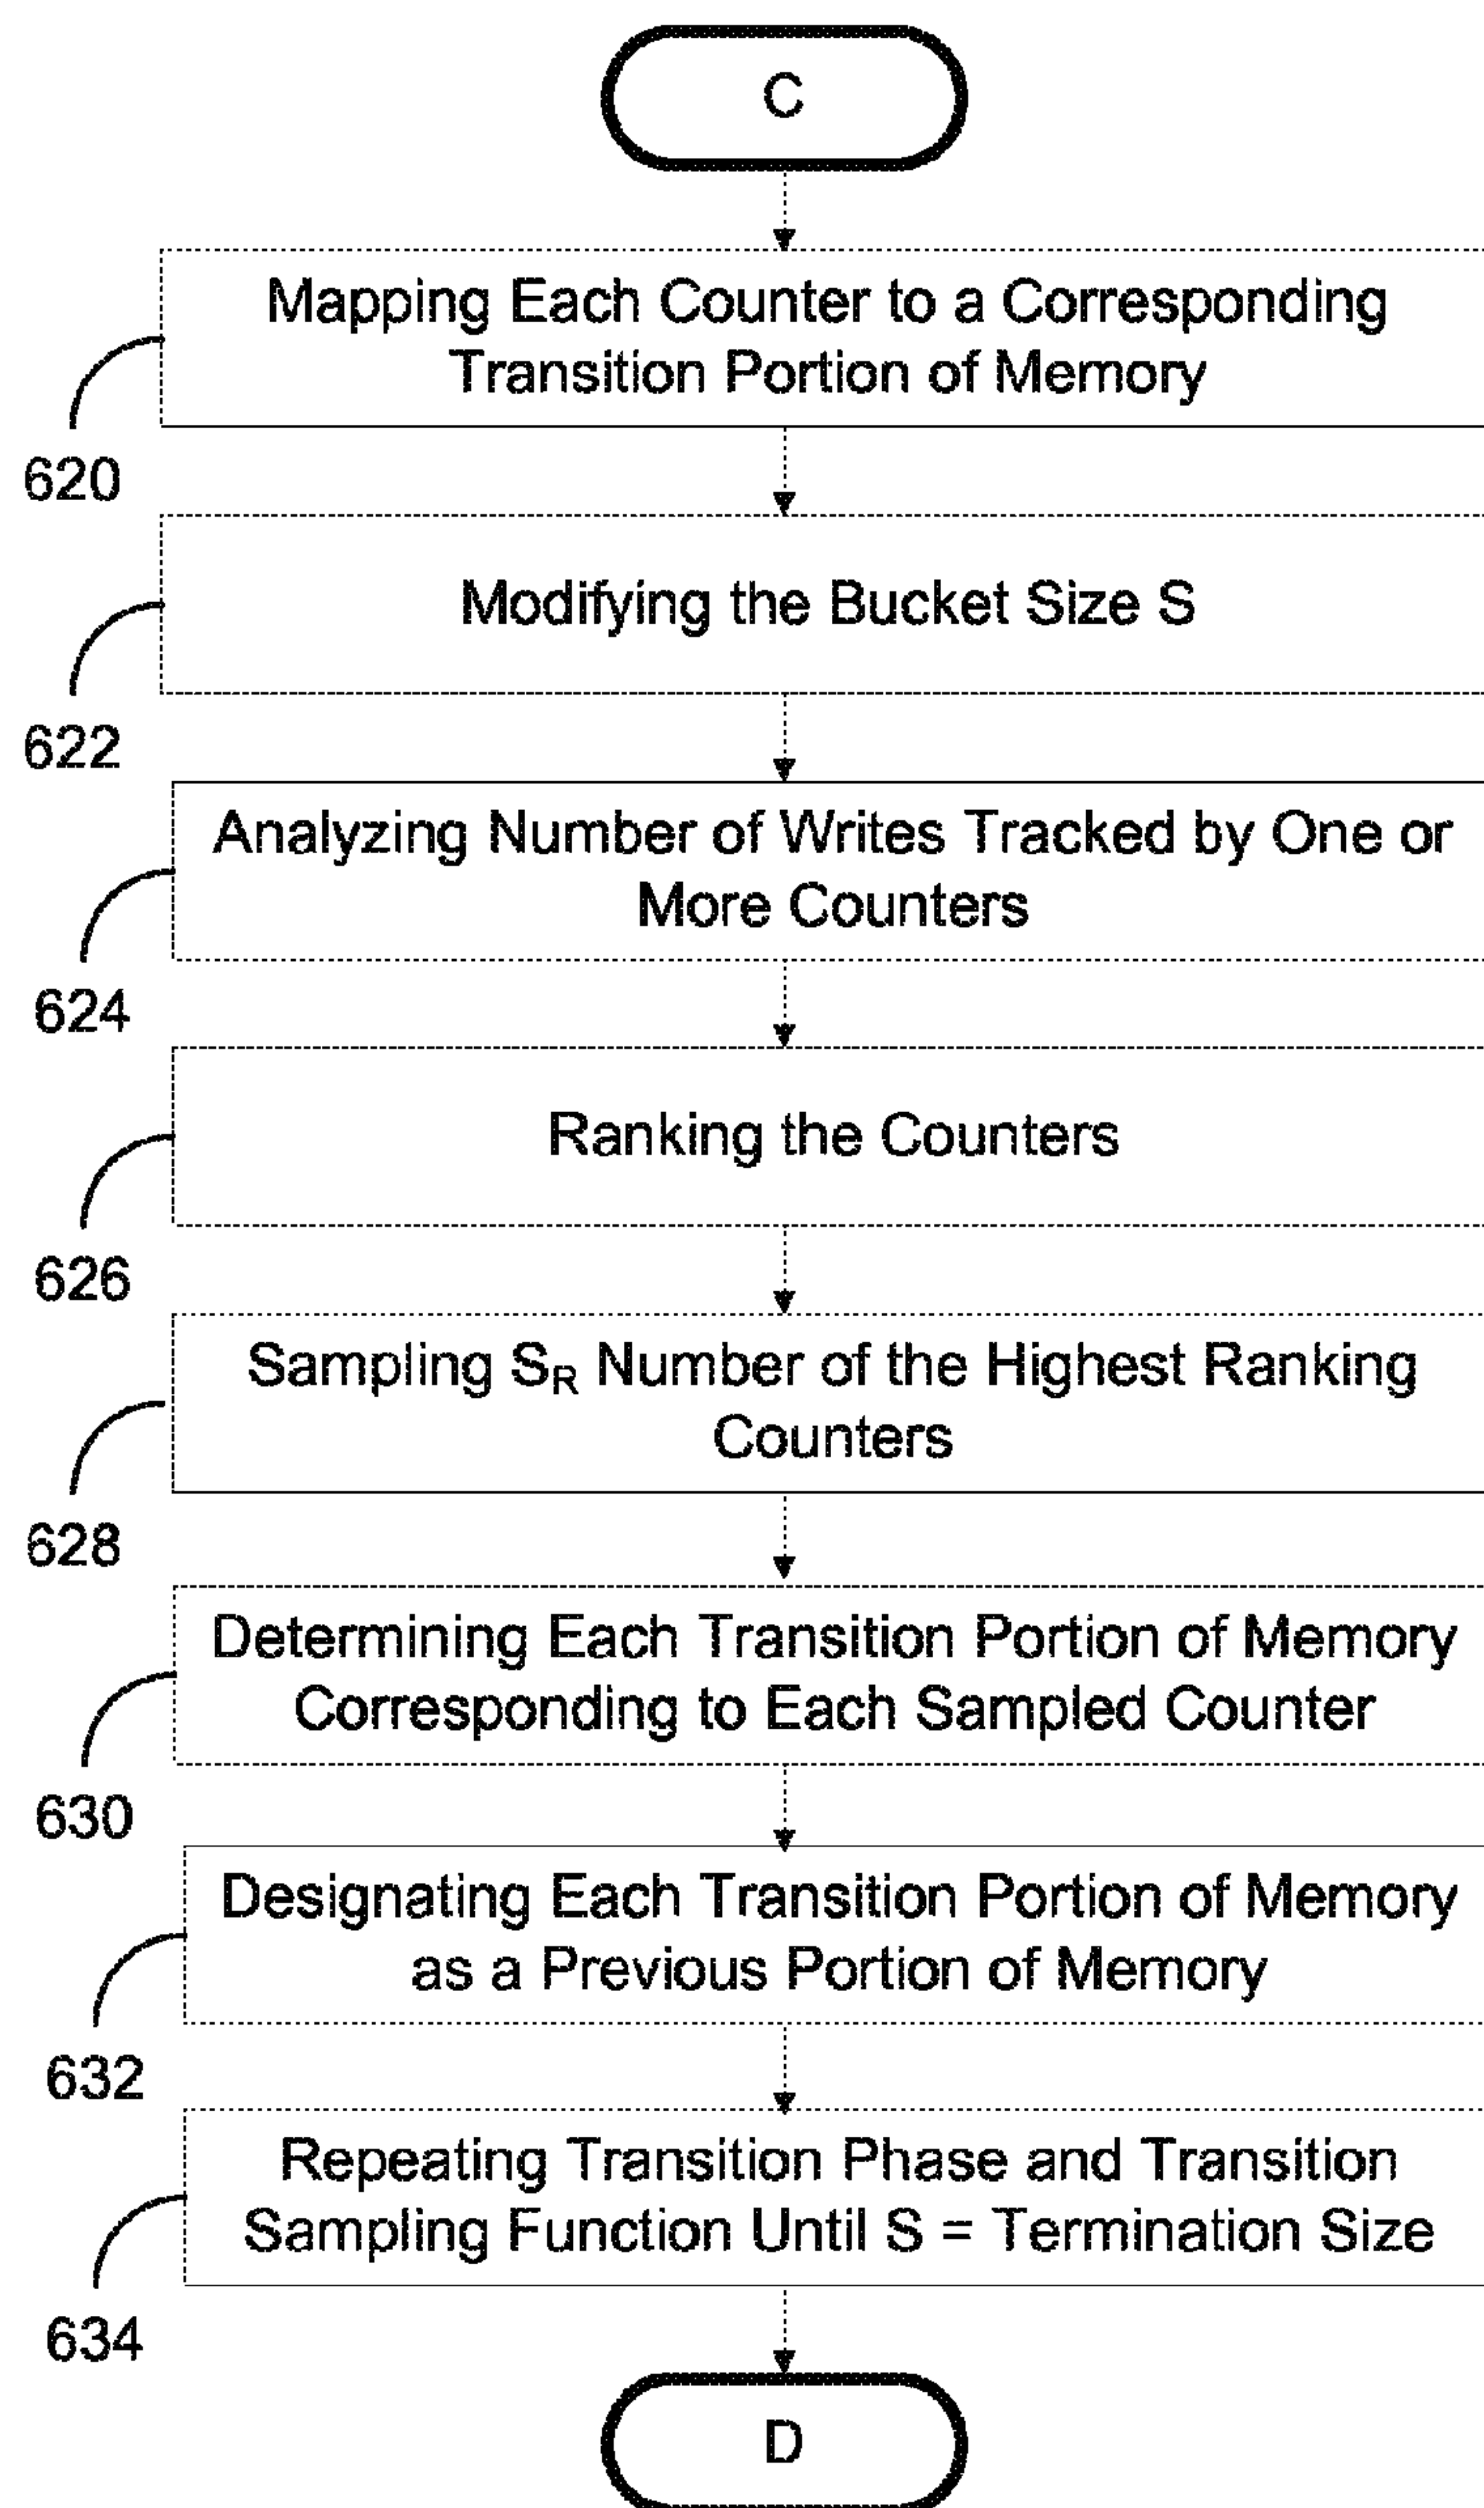 C
Mapping Each Counter to a Corresponding
Transition Portion of Memory
620
Modifying the Bucket Size S
622
Analyzing Number of Writes Tracked by One or
More Counters
624
Ranking the Counters
626
Sampling S_R Number of the Highest Ranking
Counters
628
Determining Each Transition Portion of Memory
Corresponding to Each Sampled Counter
630
Designating Each Transition Portion of Memory
as a Previous Portion of Memory
632
Repeating Transition Phase and Transition
Sampling Function Until S = Termination Size
634
D